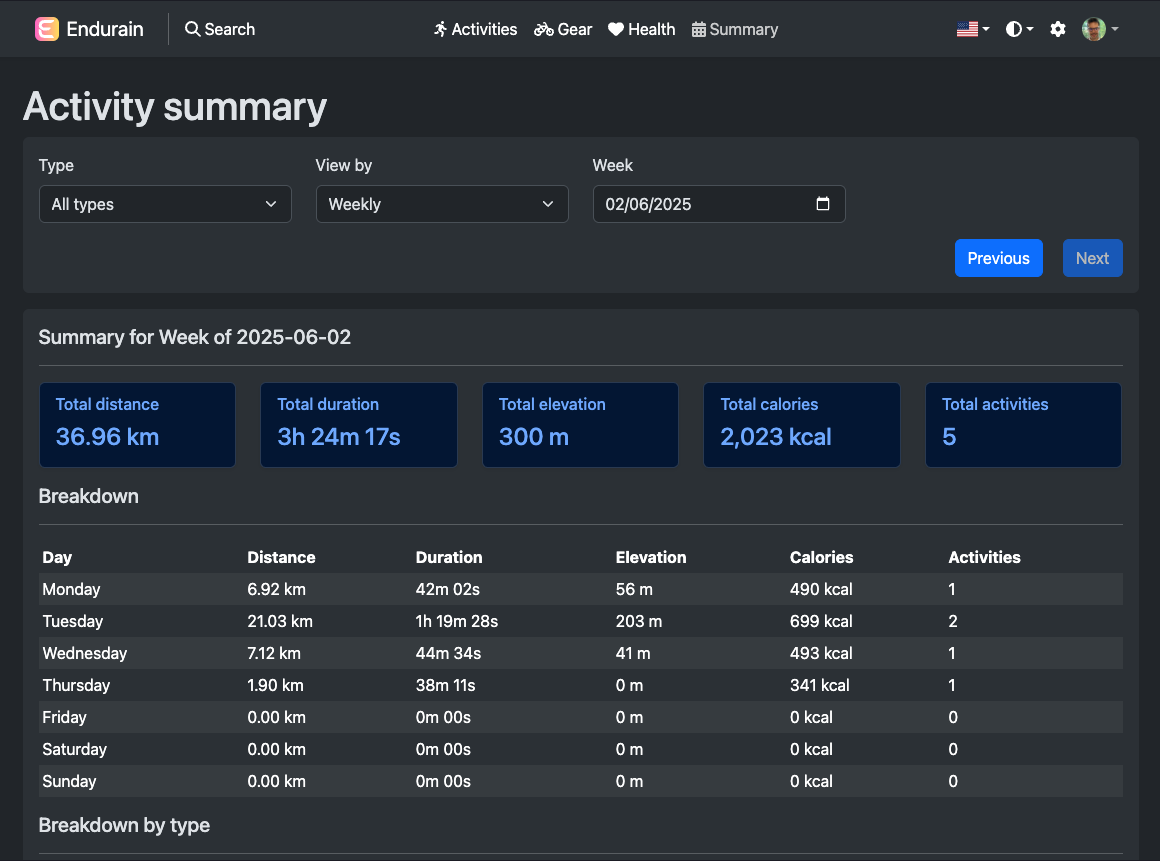 Endurain Search Activities Gear Health Summary
Activity summary
Type View by Week
All types Weekly 02/06/2025
Previous Next
Summary for Week of 2025-06-02
Total distance Total duration Total elevation Total calories Total activities
36.96 km 3h 24m 17s 300 m 2,023 kcal 5
Breakdown
Day Distance Duration Elevation Calories Activities
Monday 6.92 km 42m 02s 56 m 490 kcal 1
Tuesday 21.03 km 1h 19m 28s 203 m 699 kcal 2
Wednesday 7.12 km 44m 34s 41 m 493 kcal 1
Thursday 1.90 km 38m 11s 0 m 341 kcal 1
Friday 0.00 km 0m 00s 0 m 0 kcal 0
Saturday 0.00 km 0m 00s 0 m 0 kcal 0
Sunday 0.00 km 0m 00s 0 m 0 kcal 0
Breakdown by type